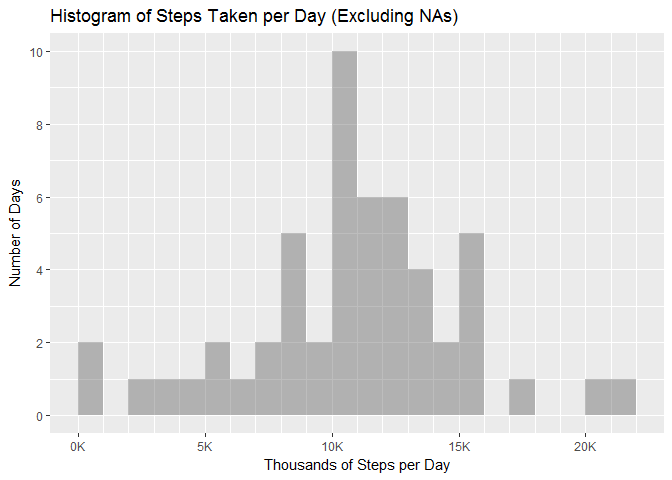 Histogram of Steps Taken per Day (Excluding NAs)
Number of Days
10
8
6
4
2
0
0K 5K 10K 15K 20K
Thousands of Steps per Day